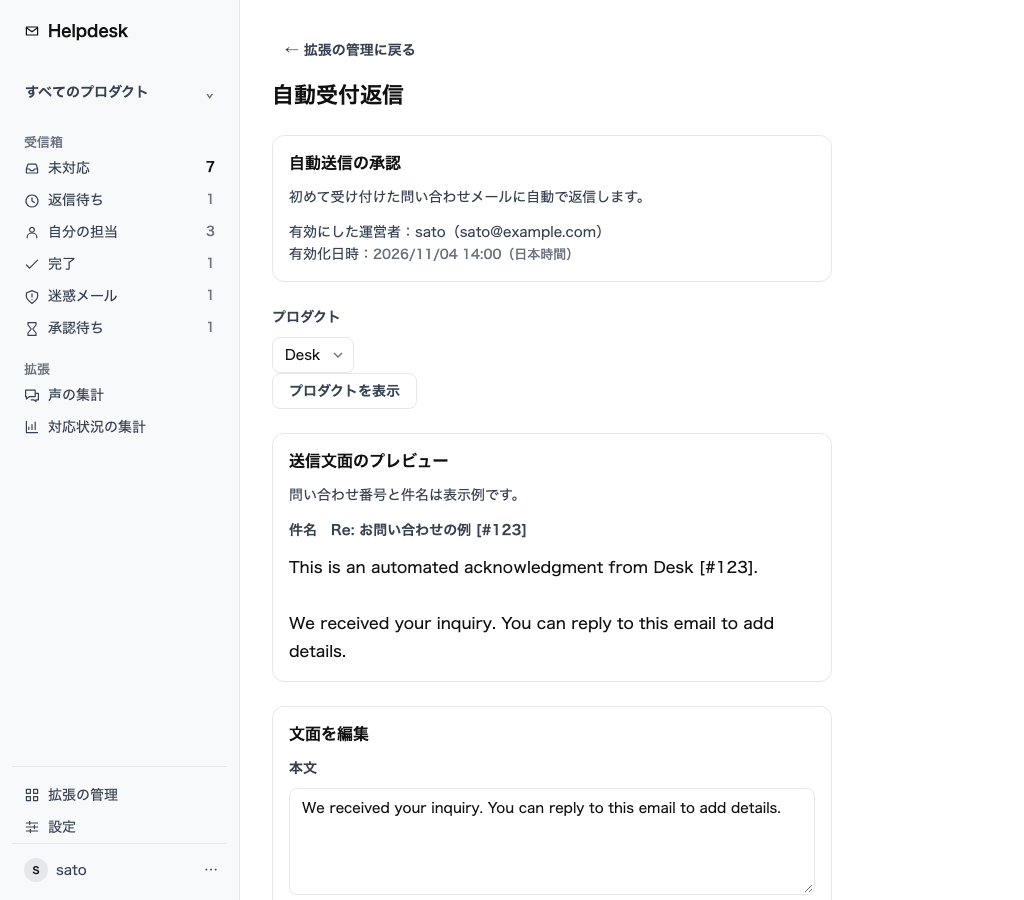 Helpdesk
すべてのプロダクト
受信箱
未対応 7
返信待ち 1
自分の担当 3
完了 1
迷惑メール 1
承認待ち 1
拡張
声の集計
対応状況の集計
拡張の管理
設定
S sato ...
← 拡張の管理に戻る
自動受付返信
自動送信の承認
初めて受け付けた問い合わせメールに自動で返信します。
有効にした運営者：sato（sato@example.com）
有効化日時：2026/11/04 14:00（日本時間）
プロダクト
Desk
プロダクトを表示
送信文面のプレビュー
問い合わせ番号と件名は表示例です。
件名　Re: お問い合わせの例 [#123]
This is an automated acknowledgment from Desk [#123].
We received your inquiry. You can reply to this email to add
details.
文面を編集
本文
We received your inquiry. You can reply to this email to add details.